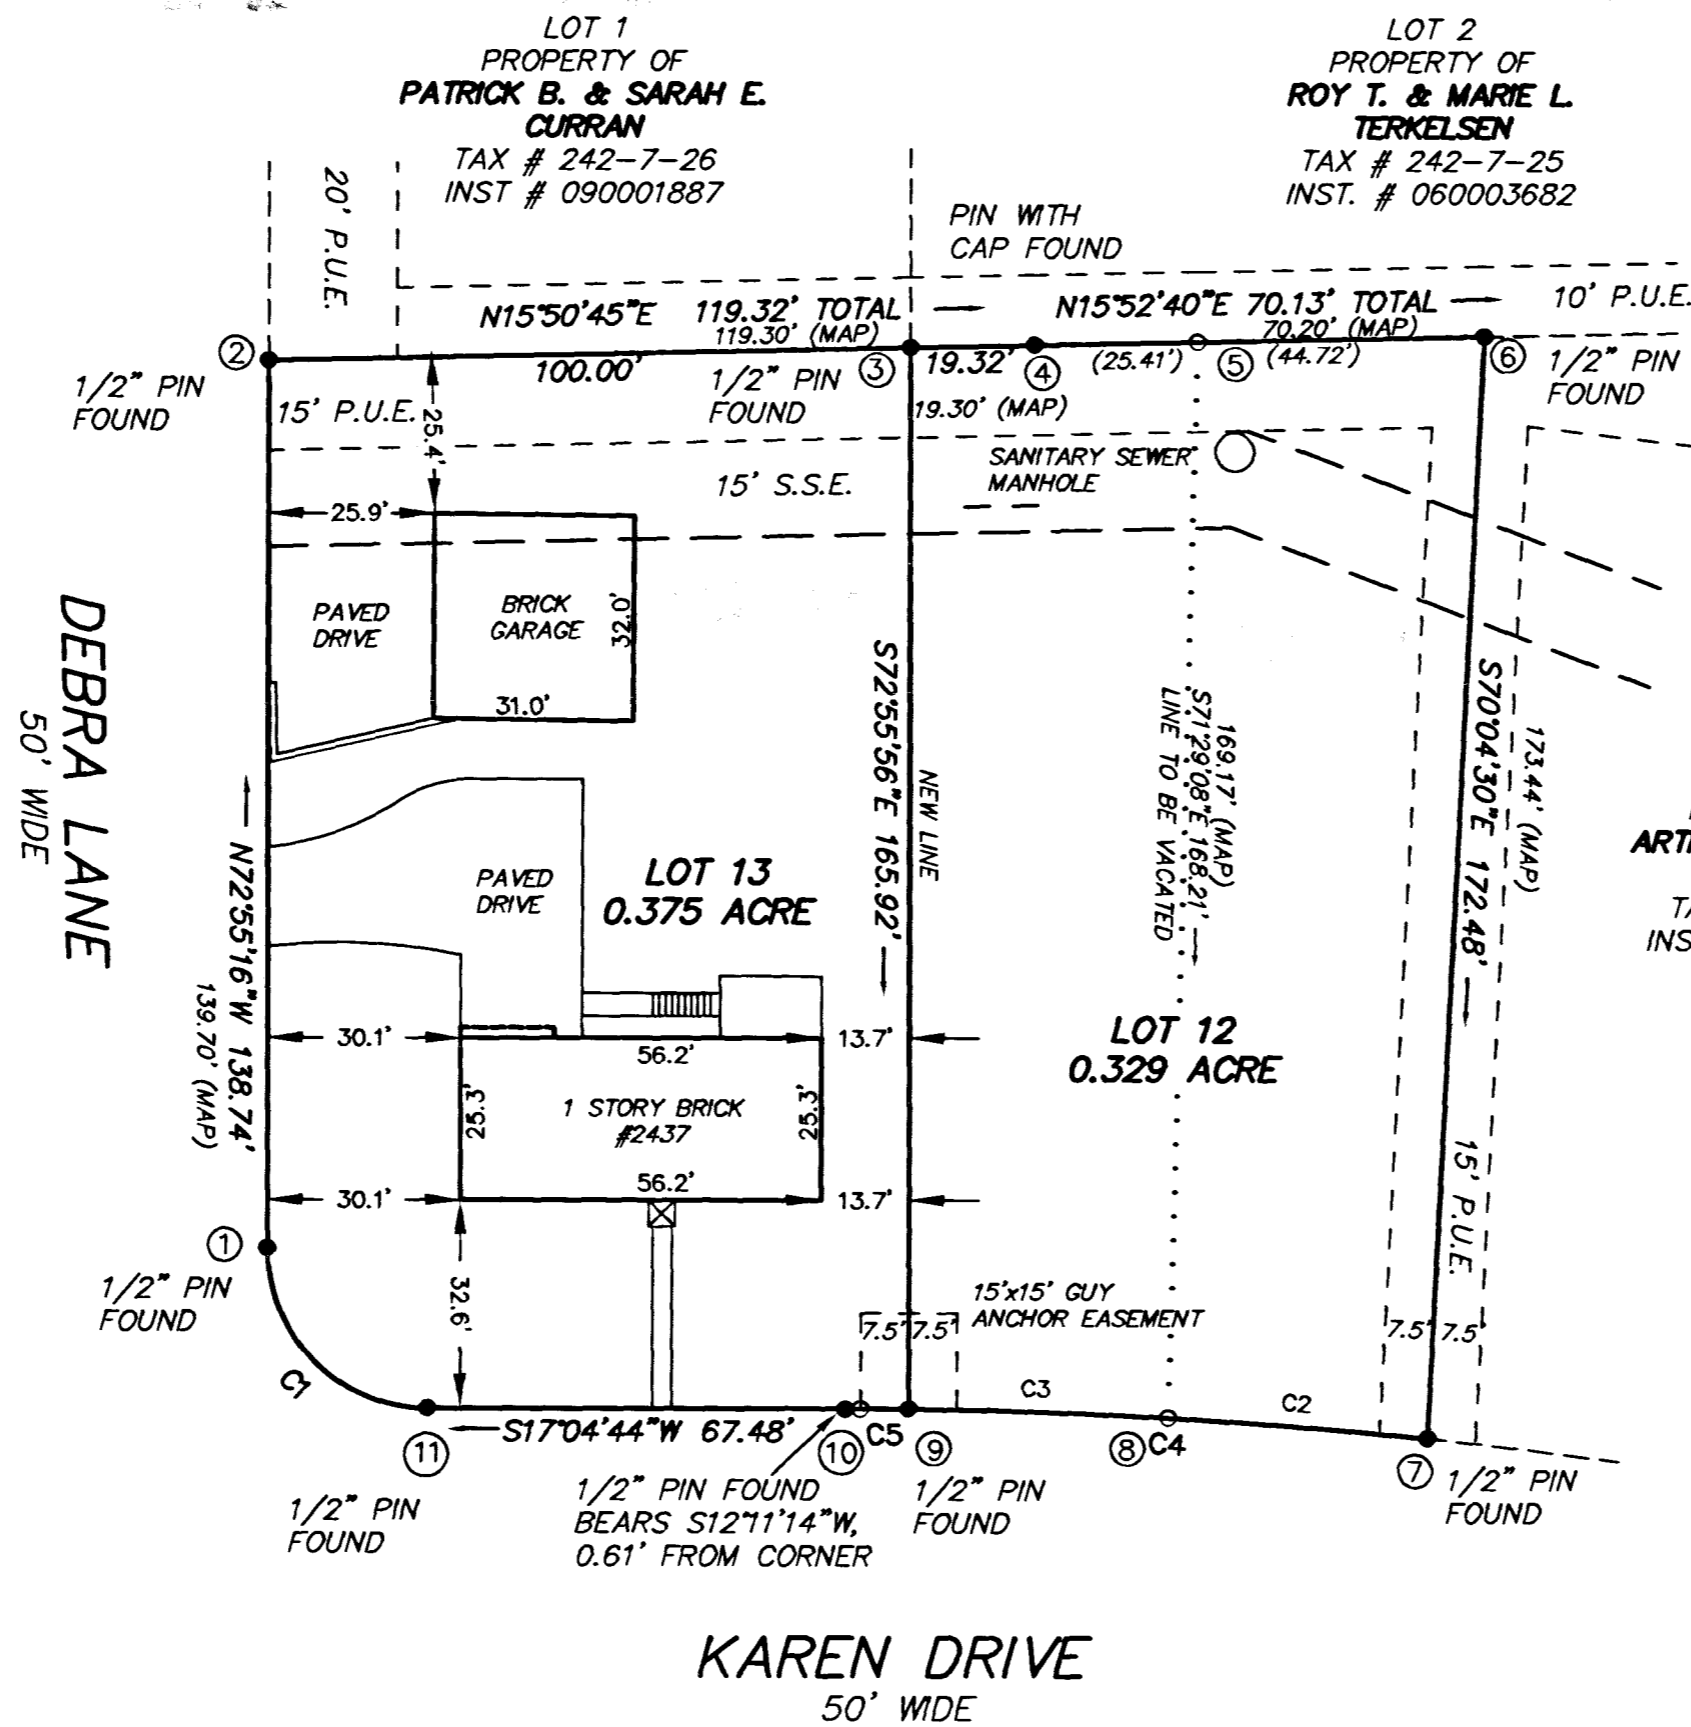 LOT 1
PROPERTY OF
PATRICK B. & SARAH E.
CURRAN
TAX # 242-7-26
INST # 090001887
LOT 2
PROPERTY OF
ROY T. & MARIE L.
TERKELSEN
TAX # 242-7-25
INST. # 060003682
20' P.U.E.
PIN WITH
CAP FOUND
N15°50'45"E 119.32' TOTAL
119.30' (MAP)
N15°52'40"E 70.13' TOTAL
70.20' (MAP)
10' P.U.E.
2
1/2" PIN
FOUND
100.00'
1/2" PIN
FOUND
3
19.32'
19.30' (MAP)
4
(25.41')
5
(44.72')
6
1/2" PIN
FOUND
15' P.U.E.
25.4'
15' S.S.E.
SANITARY SEWER
MANHOLE
25.9'
PAVED
DRIVE
BRICK
GARAGE
32.0'
31.0'
DEBRA LANE
50' WIDE
N72°55'16"W 138.74'
139.70' (MAP)
S72°55'56"E 165.92'
NEW LINE
169.17' (MAP)
S71°29'08"E 168.21'
LINE TO BE VACATED
S70°04'30"E 172.48'
173.44' (MAP)
ARTI
TA
INS
PAVED
DRIVE
LOT 13
0.375 ACRE
LOT 12
0.329 ACRE
30.1'
56.2'
13.7'
25.3'
1 STORY BRICK
#2437
25.3'
56.2'
30.1'
13.7'
15' P.U.E.
1
1/2" PIN
FOUND
32.6'
15'x15' GUY
ANCHOR EASEMENT
7.5' 7.5'
7.5' 7.5'
C1
C3
C2
S17°04'44"W 67.48'
11
10
C5
9
8
C4
7
1/2" PIN
FOUND
1/2" PIN FOUND
BEARS S12°11'14"W,
0.61' FROM CORNER
1/2" PIN
FOUND
1/2" PIN
FOUND
KAREN DRIVE
50' WIDE